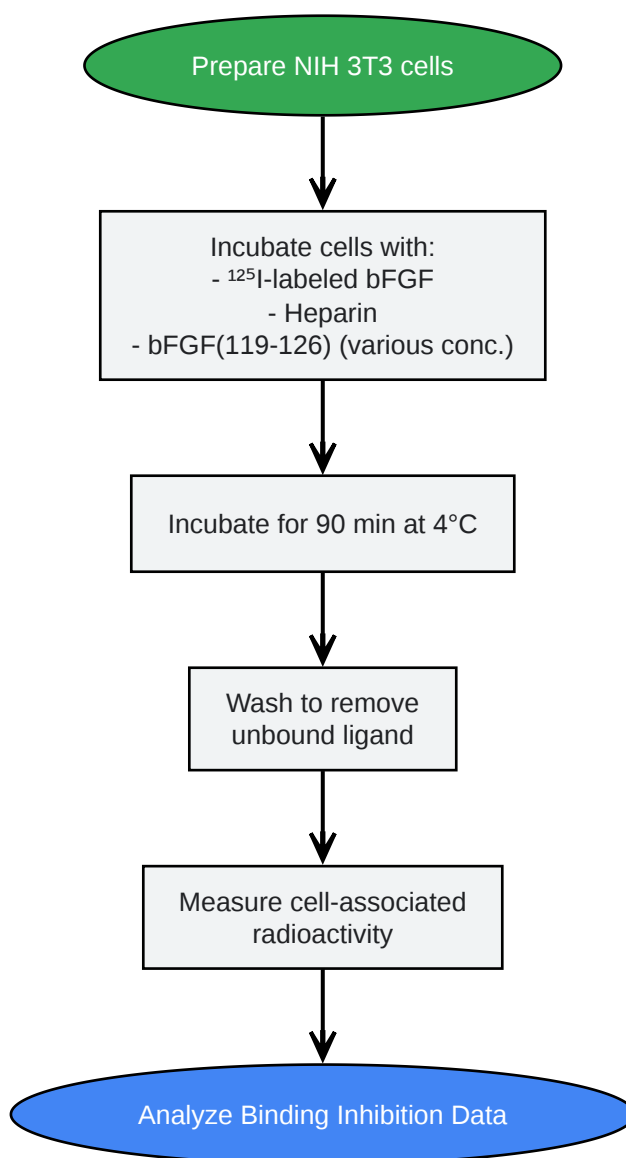 Prepare NIH 3T3 cells
Incubate cells with:
- ¹²⁵I-labeled bFGF
- Heparin
- bFGF(119-126) (various conc.)
Incubate for 90 min at 4°C
Wash to remove
unbound ligand
Measure cell-associated
radioactivity
Analyze Binding Inhibition Data